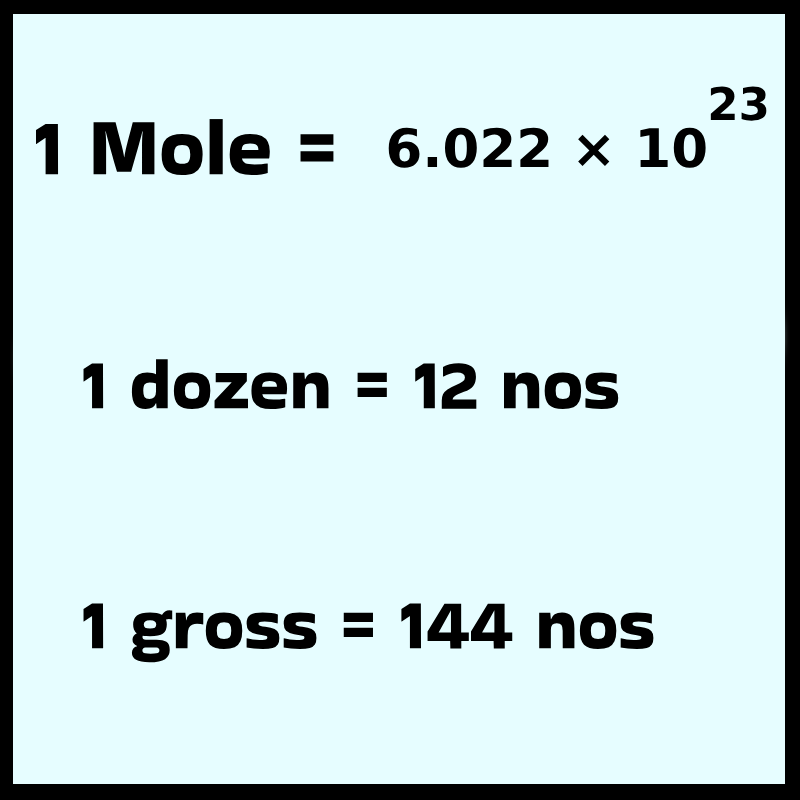 1 Mole = 6.022 × 10²³
1 dozen = 12 nos
1 gross = 144 nos